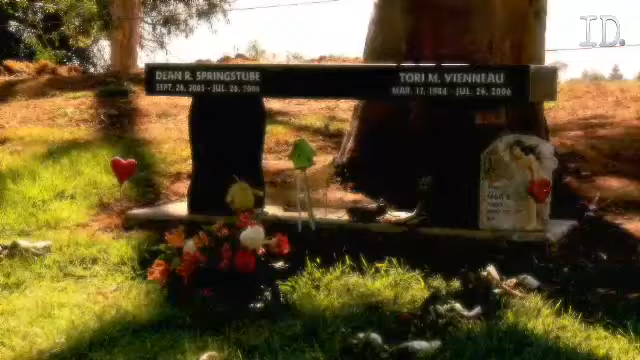 ID.
DEAN R. SPRINGSTUBE
SEPT. 26, 2005 - JUL. 26, 2006
TORI M. VIENNEAU
MAR. 17, 1984 - JUL. 26, 2006